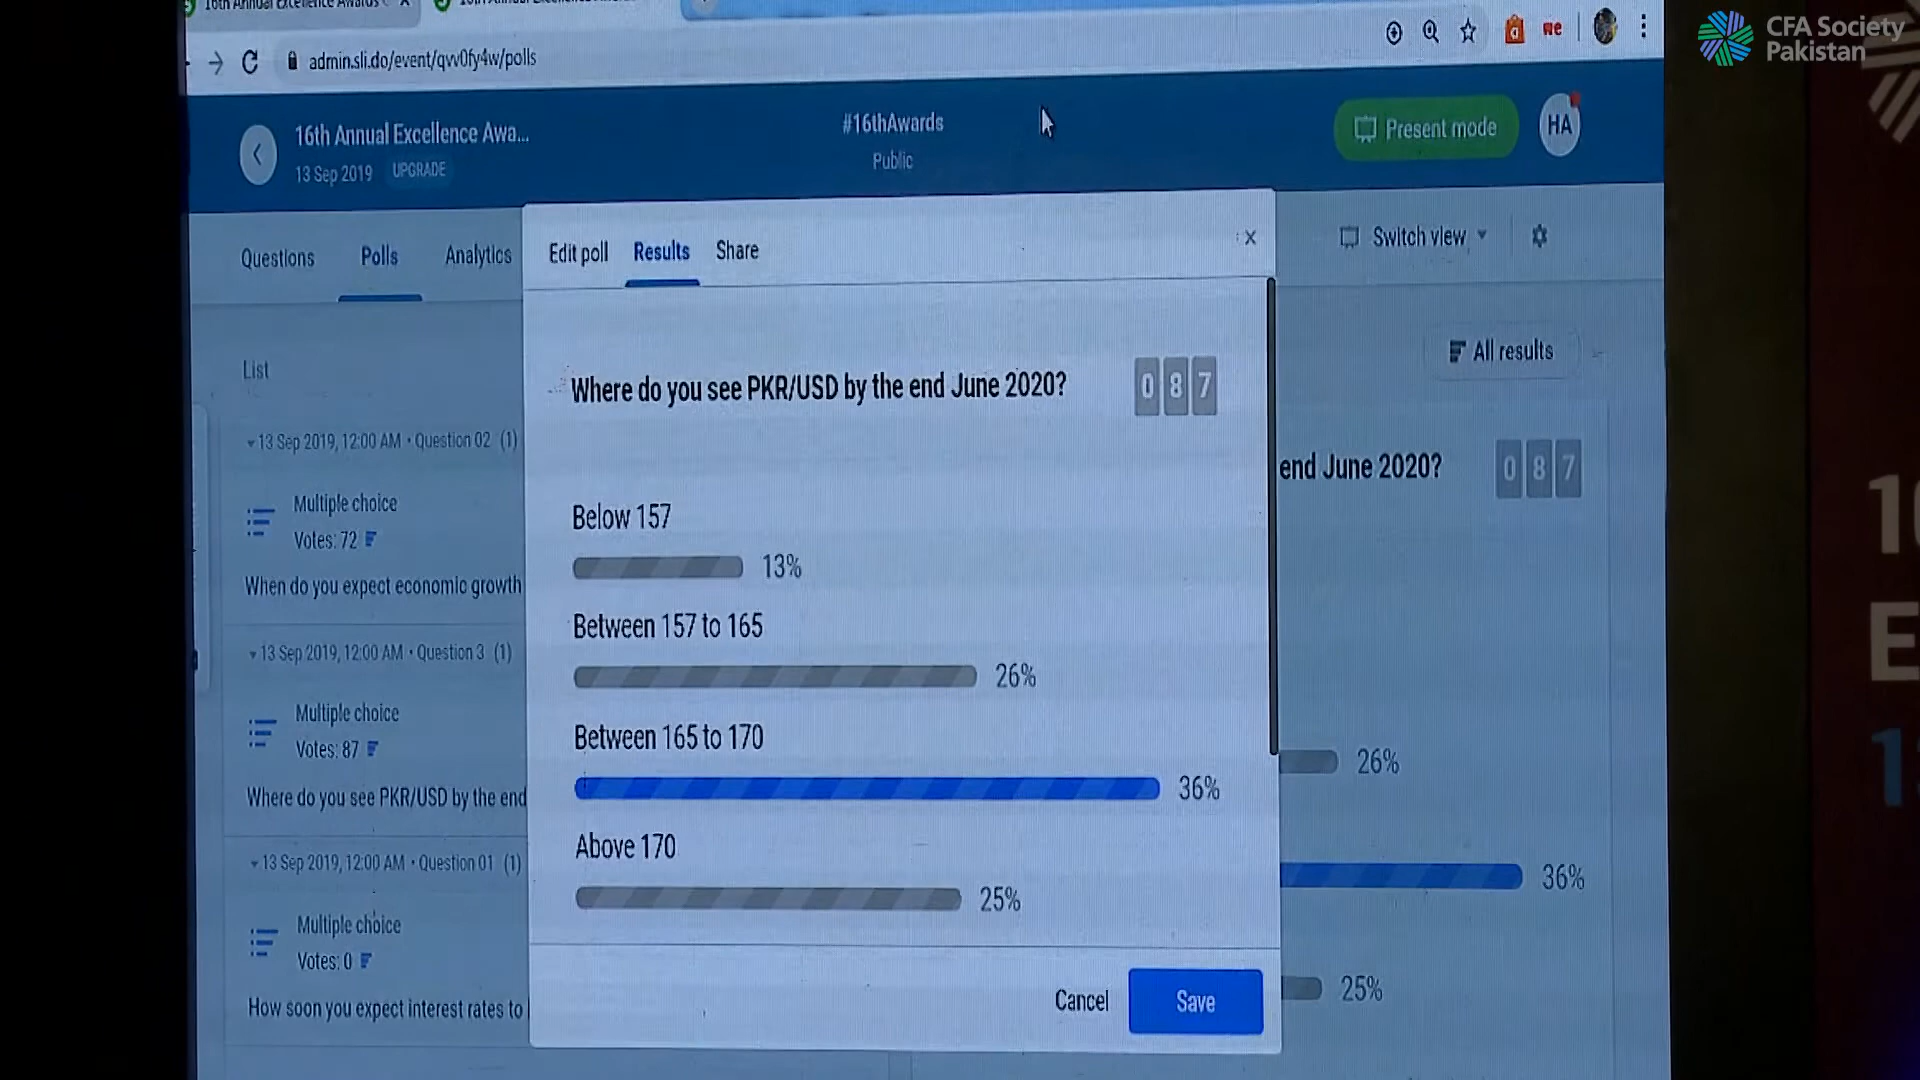 16th Annual Excellence Awards
admin.sli.do/event/qvv0fy4w/polls
16th Annual Excellence Awa...
13 Sep 2019 UPGRADE
#16thAwards
Public
Present mode
HA
Questions
Polls
Analytics
Edit poll
Results
Share
Switch view
All results
List
13 Sep 2019, 12:00 AM • Question 02 (1)
Multiple choice
Votes: 72
When do you expect economic growth
13 Sep 2019, 12:00 AM • Question 3 (1)
Multiple choice
Votes: 87
Where do you see PKR/USD by the end
13 Sep 2019, 12:00 AM • Question 01 (1)
Multiple choice
Votes: 0
How soon you expect interest rates to
Where do you see PKR/USD by the end June 2020?
087
Below 157
13%
Between 157 to 165
26%
Between 165 to 170
36%
Above 170
25%
Cancel
Save
end June 2020?
087
26%
36%
25%
CFA Society
Pakistan